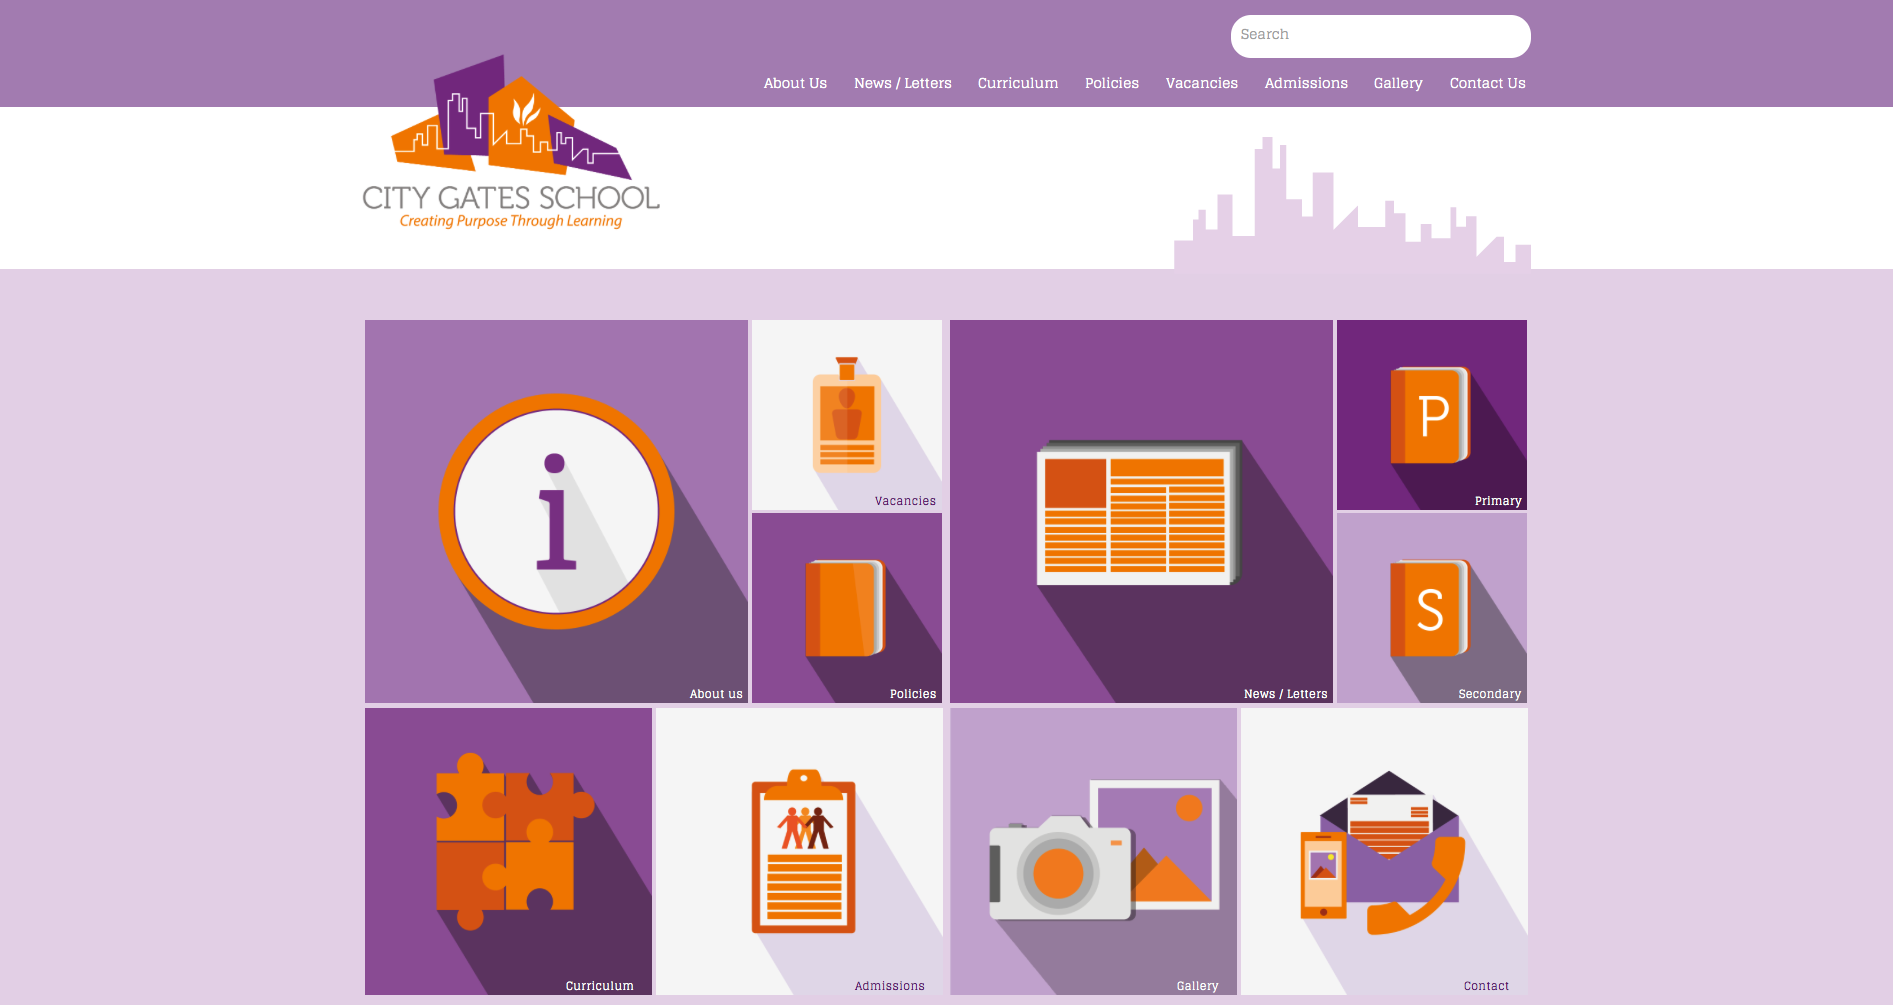 Search
About Us News / Letters Curriculum Policies Vacancies Admissions Gallery Contact Us
CITY GATES SCHOOL
Creating Purpose Through Learning
i
About us
Vacancies
Policies
News / Letters
P
Primary
S
Secondary
Curriculum
Admissions
Gallery
Contact